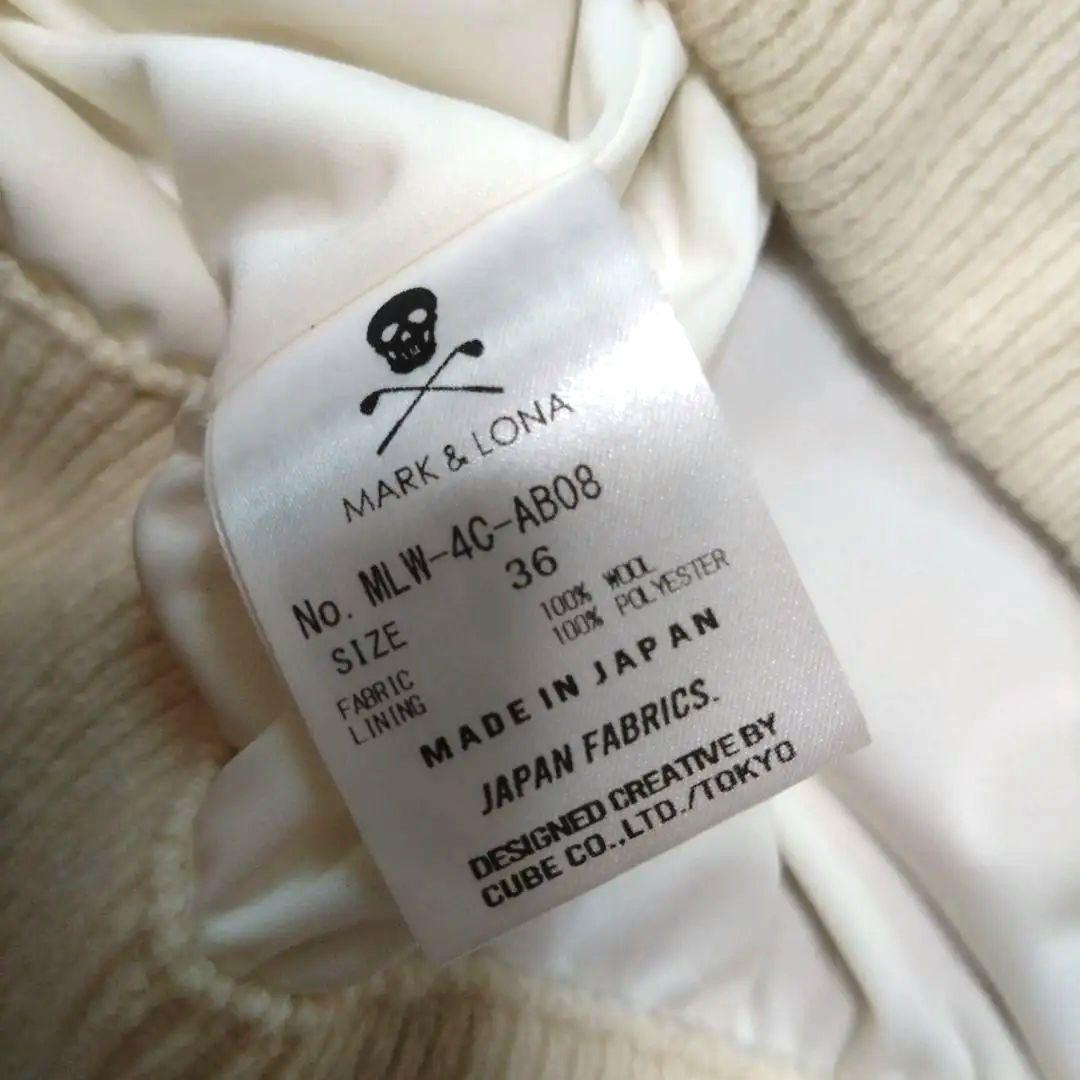 MARK & LONA
No. MLW-4C-AB08
SIZE 36
FABRIC 100% WOOL
LINING 100% POLYESTER
MADE IN JAPAN
JAPAN FABRICS.
DESIGNED CREATIVE BY
CUBE CO.,LTD./TOKYO